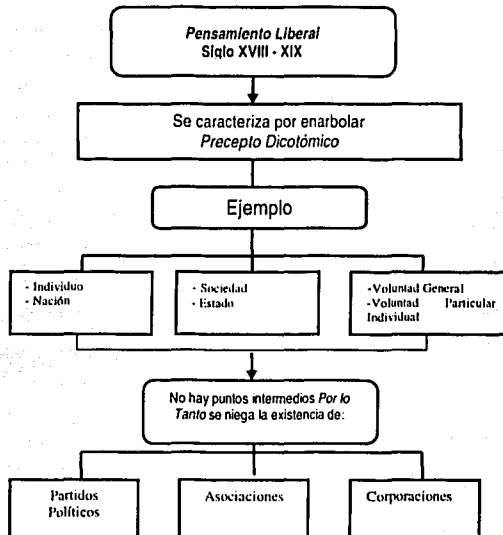 Pensamiento Liberal
Siglo XVIII - XIX
Se caracteriza por enarbolar
Precepto Dicotómico
Ejemplo
- Individuo
- Nación
- Sociedad
- Estado
-Voluntad General
-Voluntad Particular
Individual
No hay puntos intermedios Por lo
Tanto se niega la existencia de:
Partidos
Políticos
Asociaciones
Corporaciones